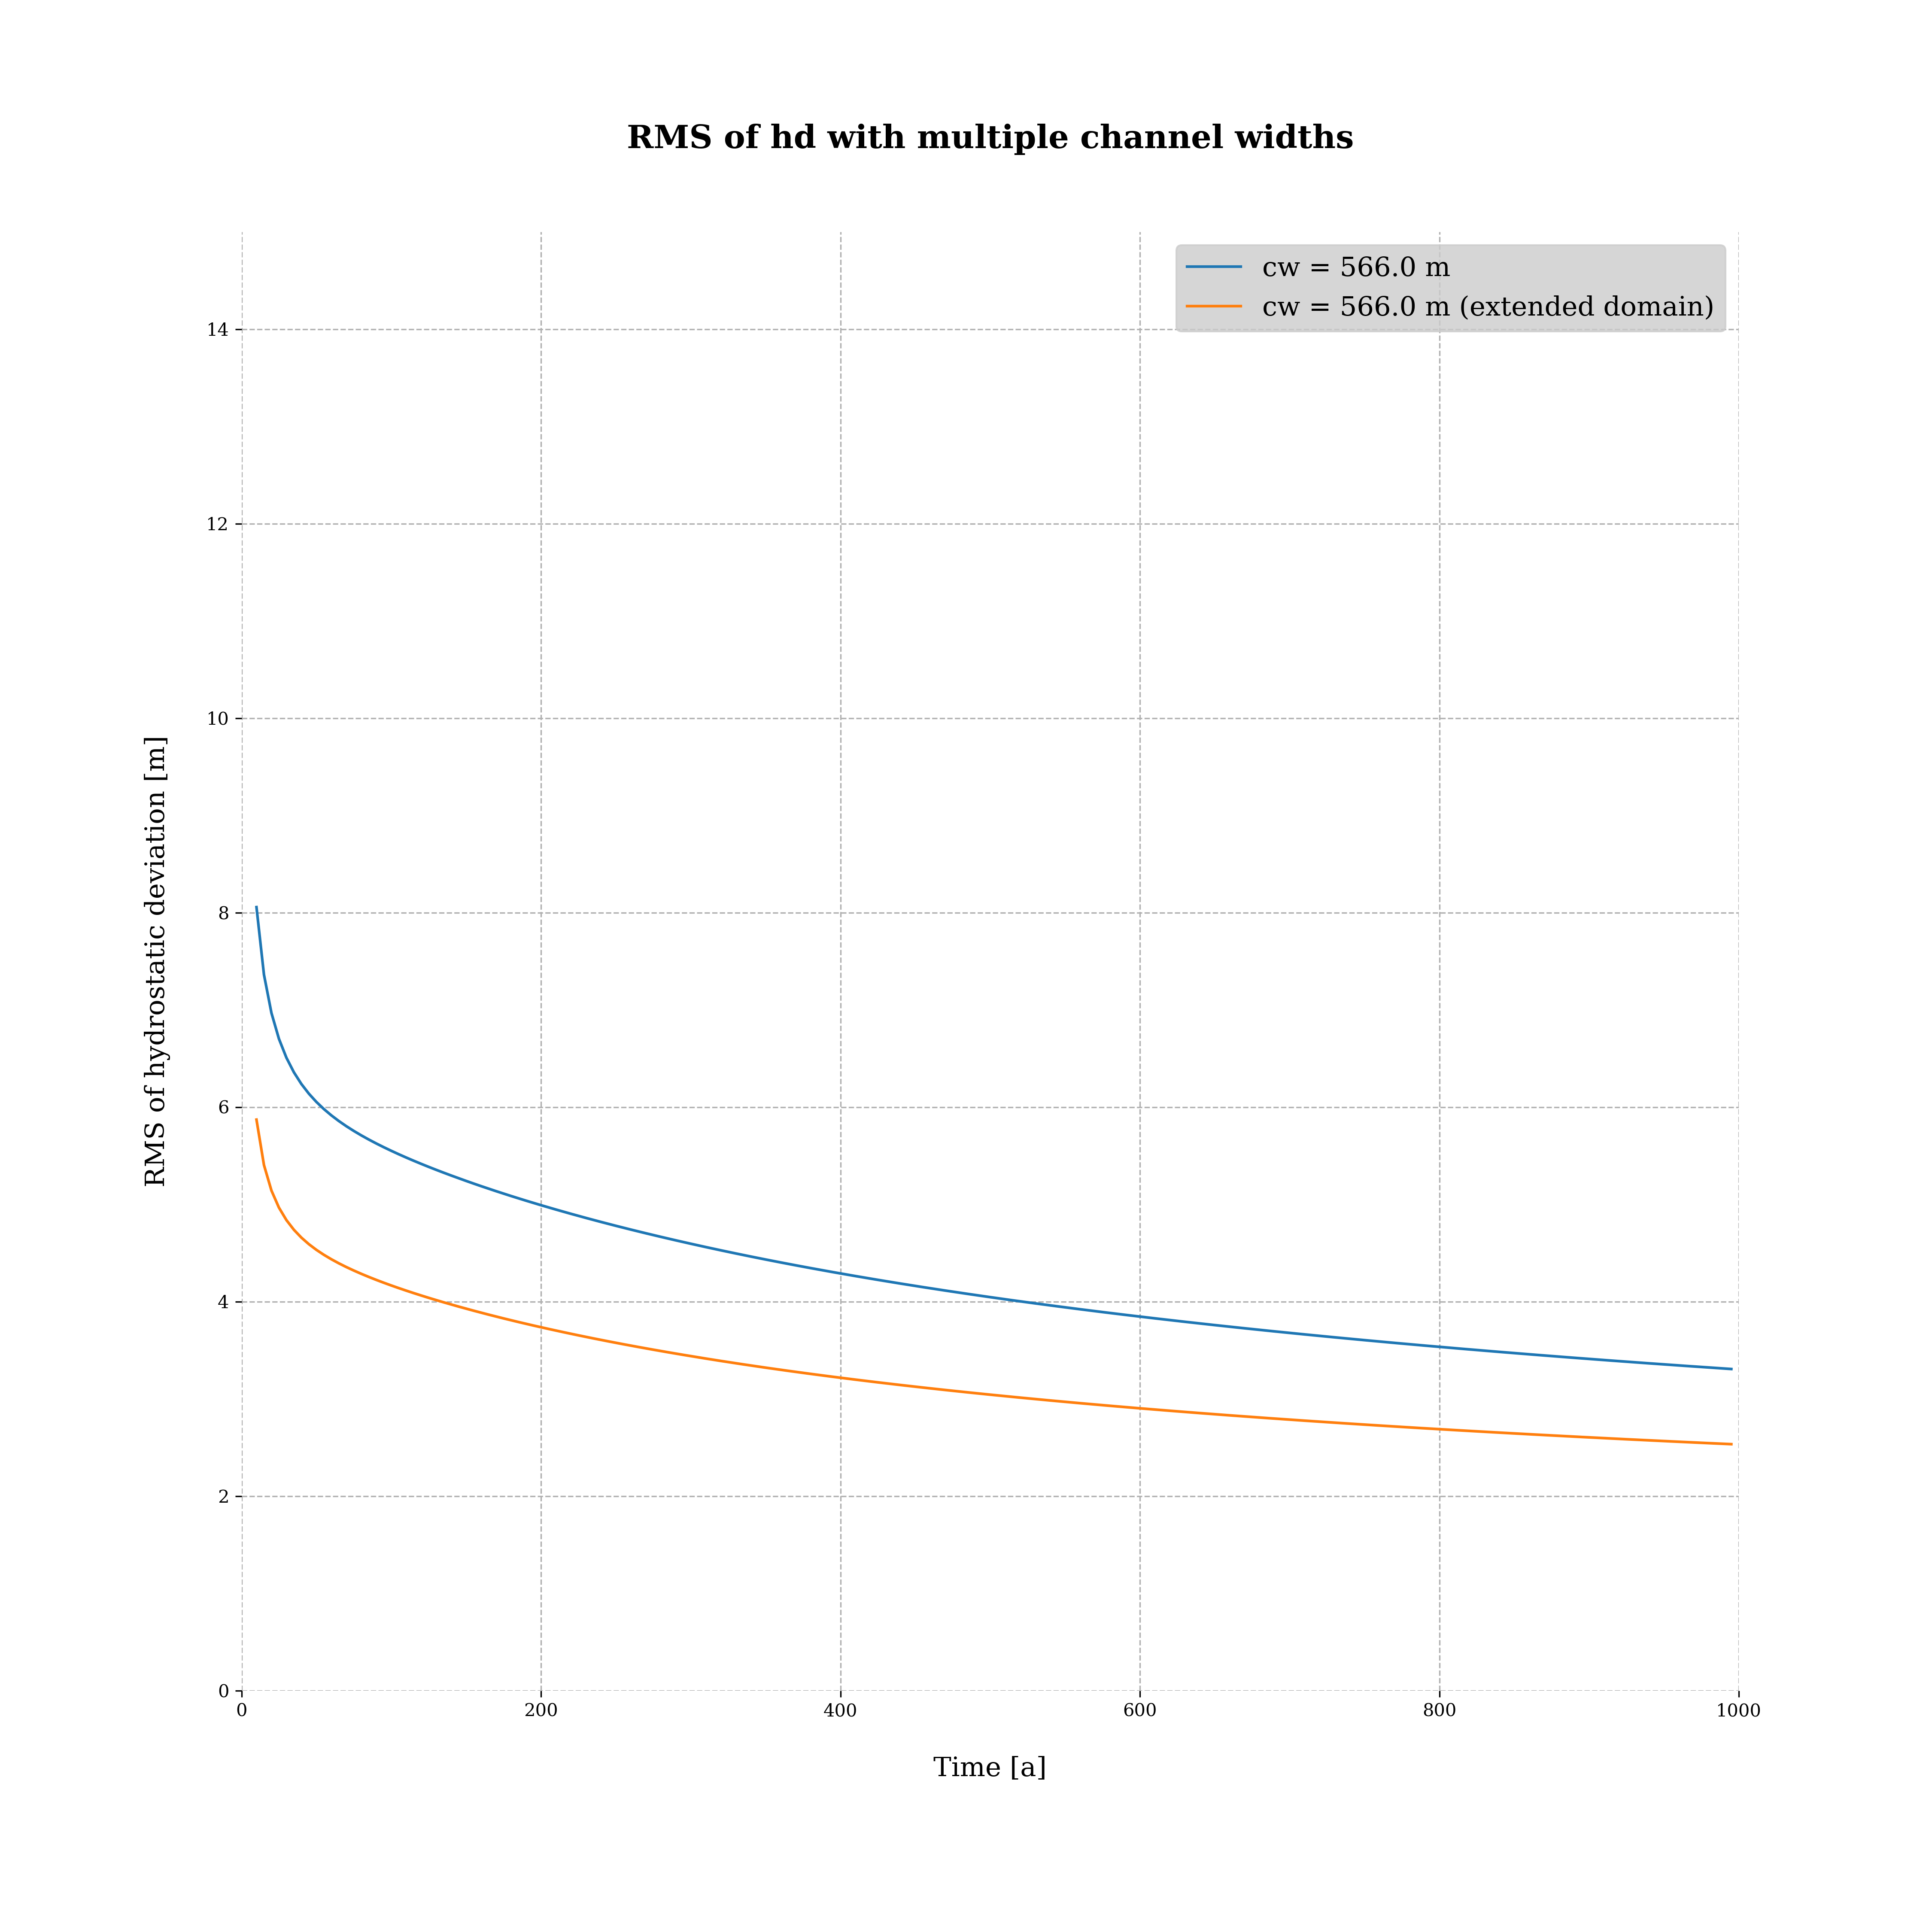 RMS of hd with multiple channel widths
cw = 566.0 m
cw = 566.0 m (extended domain)
RMS of hydrostatic deviation [m]
14
12
10
8
6
4
2
0
0 200 400 600 800 1000
Time [a]